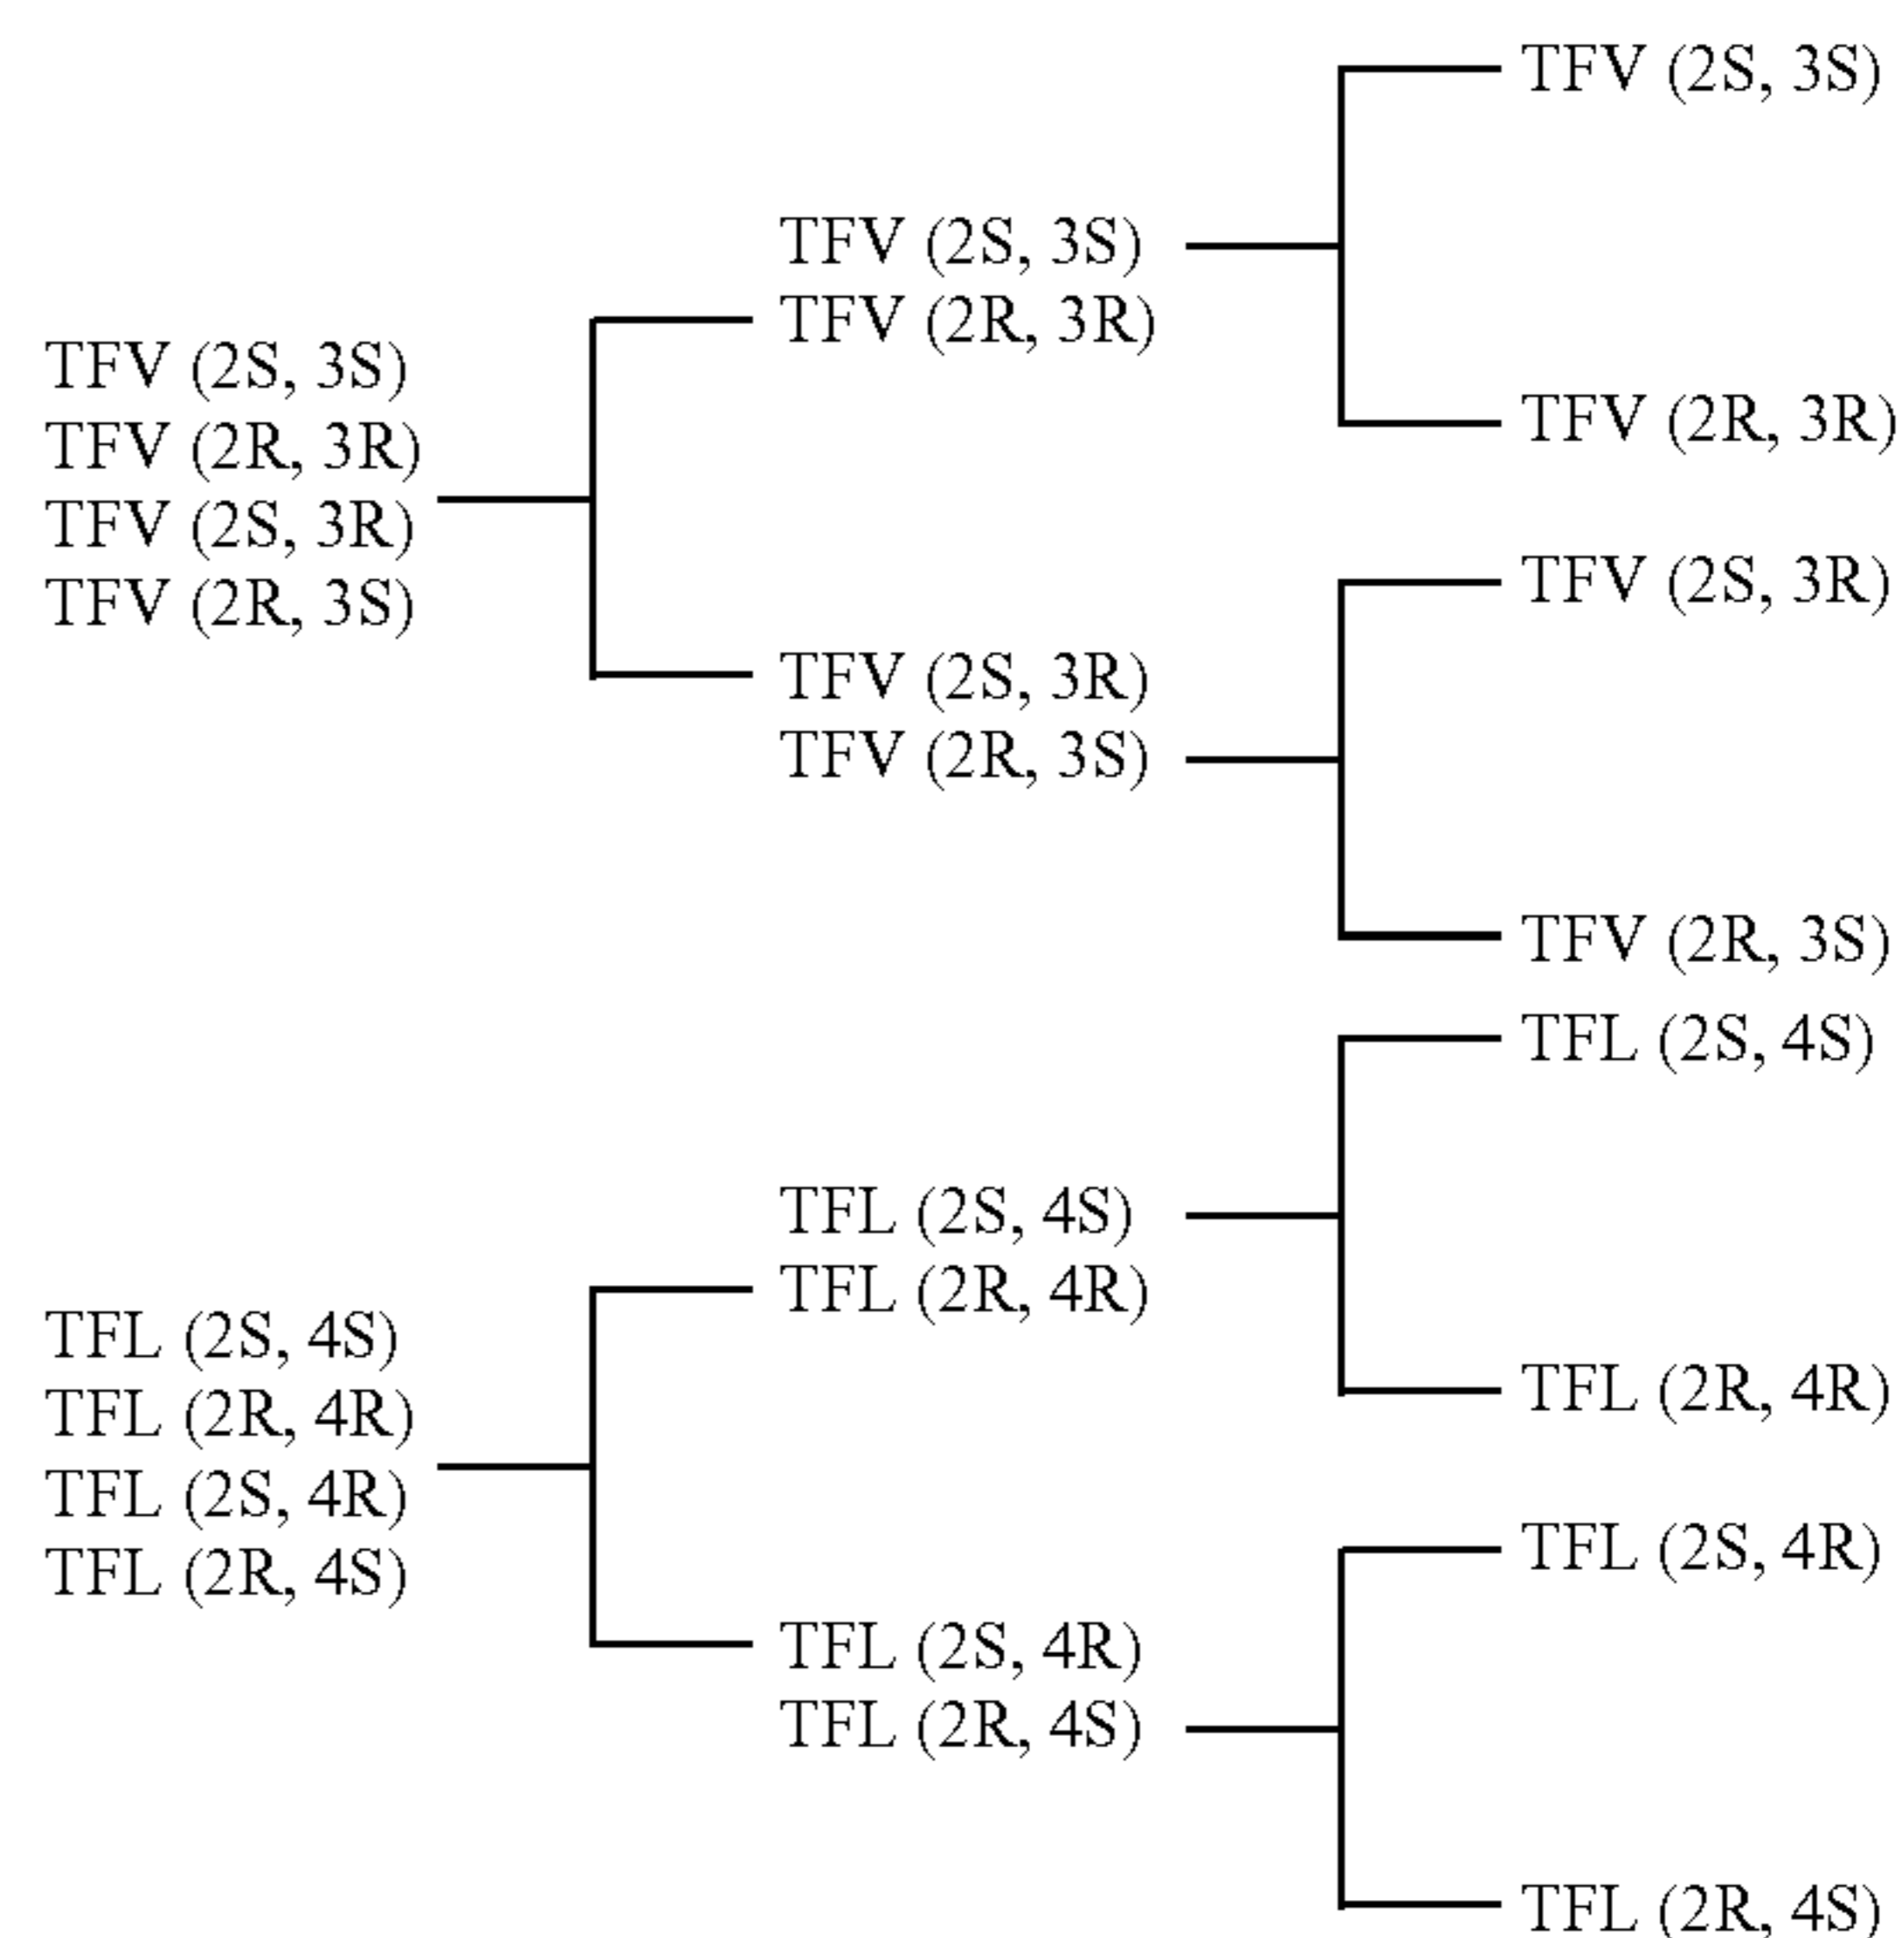 TFV (2S, 3S)
TFV (2R, 3R)
TFV (2S, 3R)
TFV (2R, 3S)
TFV (2S, 3S)
TFV (2R, 3R)
TFV (2S, 3R)
TFV (2R, 3S)
TFV (2S, 3S)
TFV (2R, 3R)
TFV (2S, 3R)
TFV (2R, 3S)
TFL (2S, 4S)
TFL (2R, 4R)
TFL (2S, 4R)
TFL (2R, 4S)
TFL (2S, 4S)
TFL (2R, 4R)
TFL (2S, 4R)
TFL (2R, 4S)
TFL (2S, 4S)
TFL (2R, 4R)
TFL (2S, 4R)
TFL (2R, 4S)